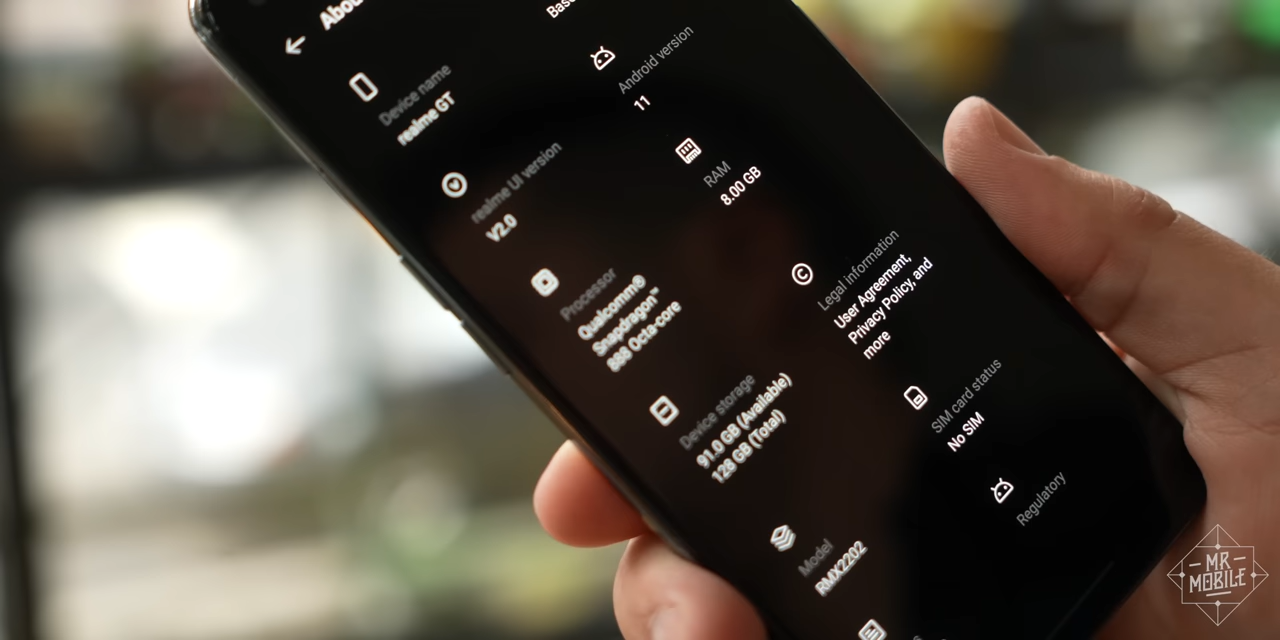 Abou
Device name
realme GT
realme UI version
V2.0
Processor
Qualcomm®
Snapdragon™
888 Octa-core
Device storage
91.0 GB (Available)
128 GB (Total)
Model
RMX2202
Base
Android version
11
RAM
8.00 GB
Legal information
User Agreement,
Privacy Policy, and
more
SIM card status
No SIM
Regulatory
MR
MOBILE